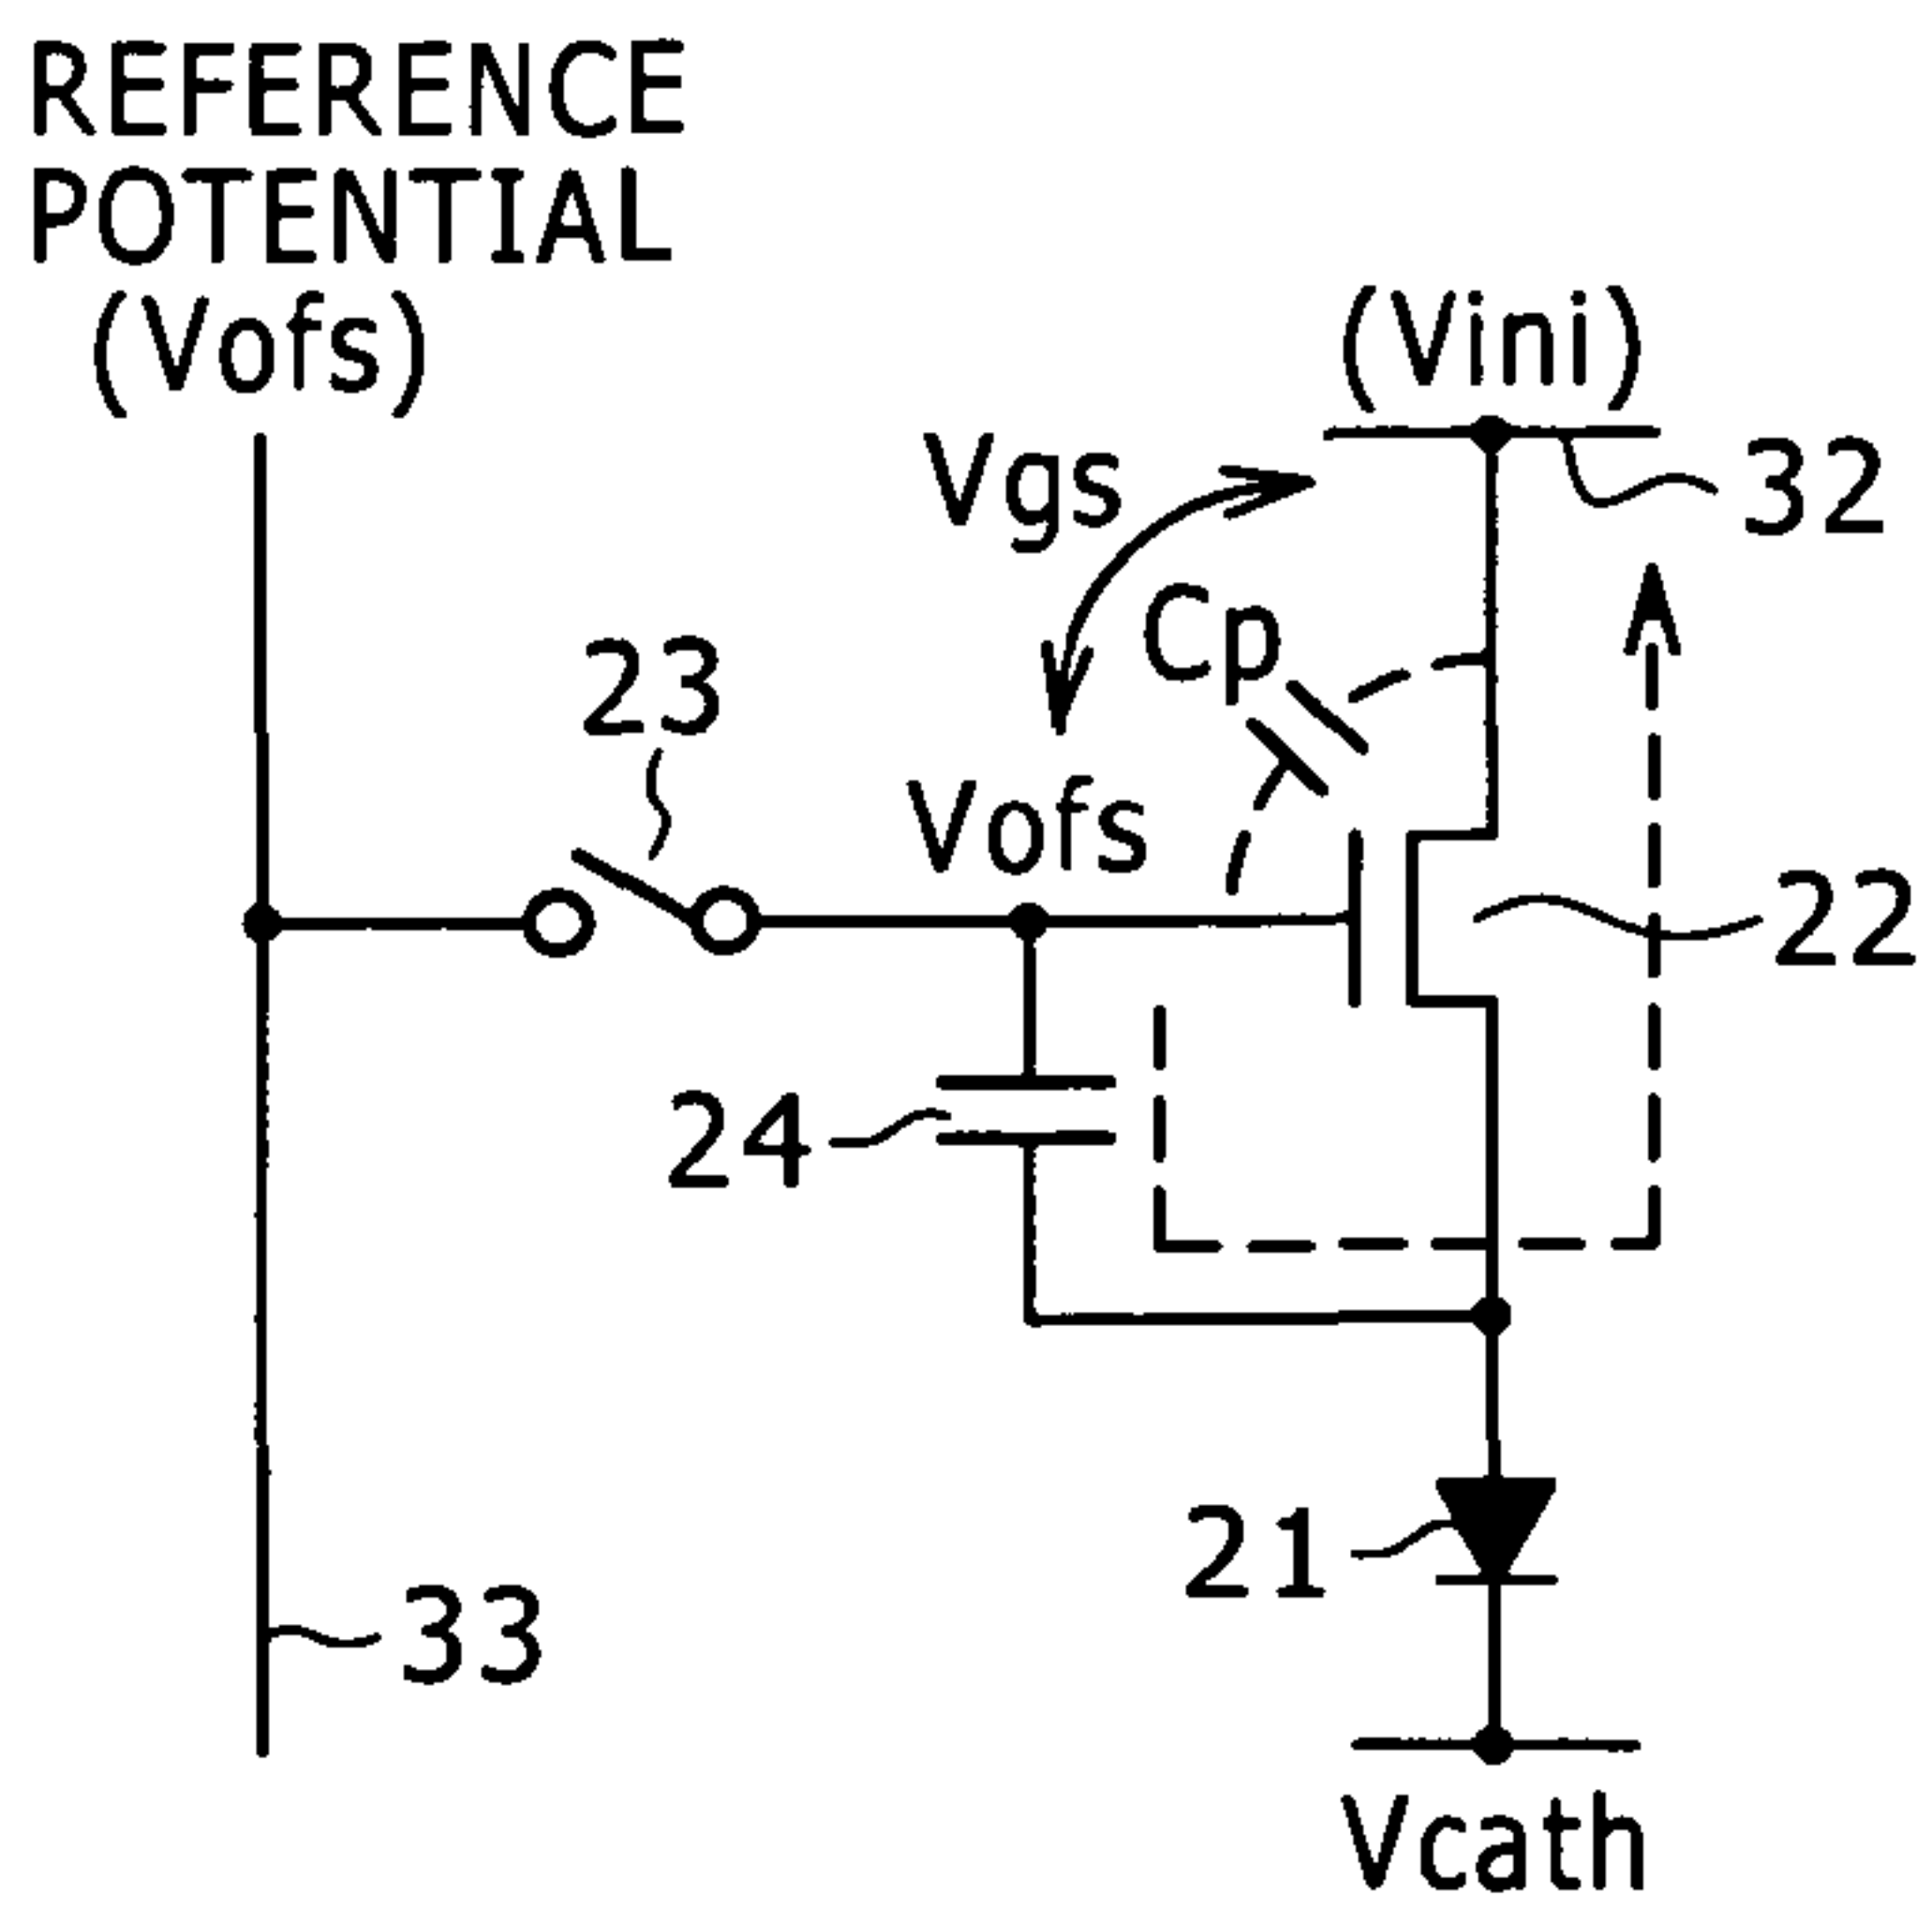 REFERENCE
POTENTIAL
(Vofs)
(Vini)
Vgs
32
Cp
23
Vofs
22
24
21
33
Vcath